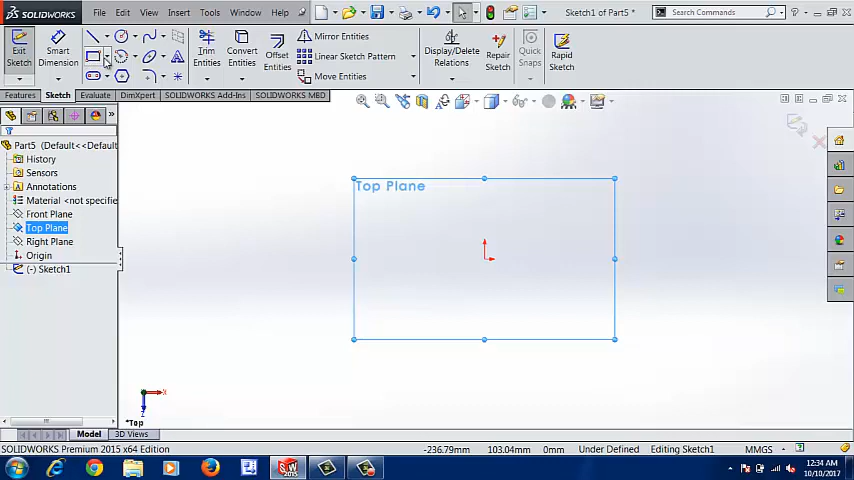 SOLIDWORKS File Edit View Insert Tools Window Help Sketch1 of Part5 * Search SOLIDWORKS Help
Exit Sketch
Smart Dimension
Trim Entities
Convert Entities
Offset Entities
Mirror Entities
Linear Sketch Pattern
Move Entities
Display/Delete Relations
Repair Sketch
Quick Snaps
Rapid Sketch
Features Sketch Evaluate DimXpert SOLIDWORKS Add-Ins SOLIDWORKS MBD
Part5 (Default<<Default
History
Sensors
Annotations
Material <not specifie
Front Plane
Top Plane
Right Plane
Origin
(-) Sketch1
Top Plane
X
Z
*Top
Model 3D Views
SOLIDWORKS Premium 2015 x64 Edition -236.79mm 103.04mm 0mm Under Defined Editing Sketch1 MMGS
12:34 AM
10/10/2017